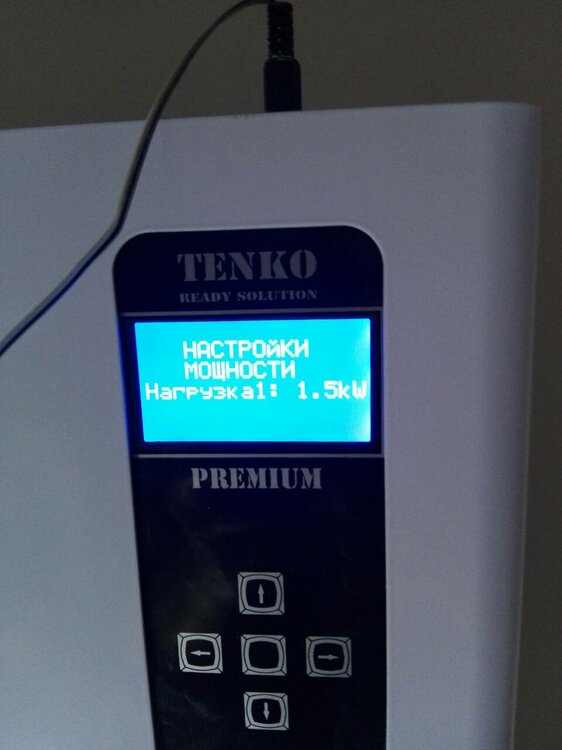 TENKO
READY SOLUTION
НАСТРОЙКИ
МОЩНОСТИ
Нагрузка1: 1.5kW
PREMIUM